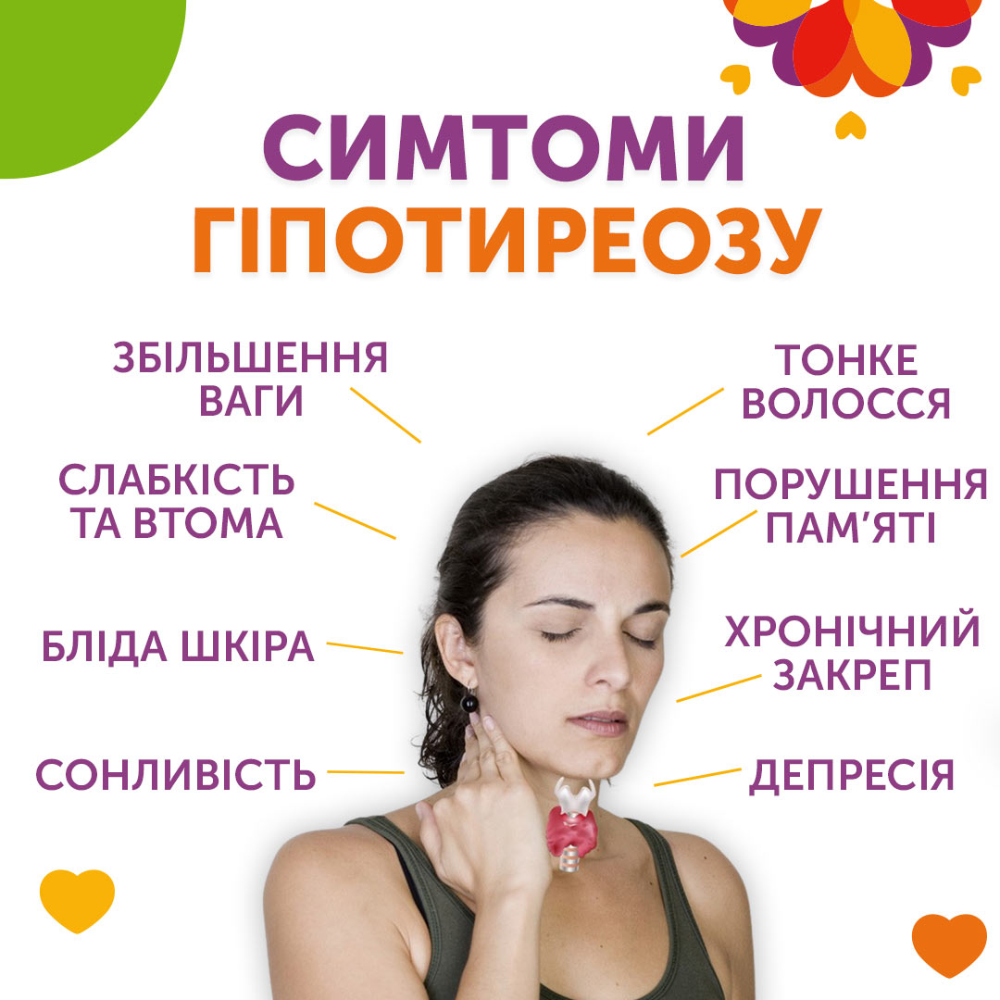 СИМТОМИ
ГІПОТИРЕОЗУ
ЗБІЛЬШЕННЯ
ВАГИ
СЛАБКІСТЬ
ТА ВТОМА
БЛІДА ШКІРА
СОНЛИВІСТЬ
ТОНКЕ
ВОЛОССЯ
ПОРУШЕННЯ
ПАМ’ЯТІ
ХРОНІЧНИЙ
ЗАКРЕП
ДЕПРЕСІЯ